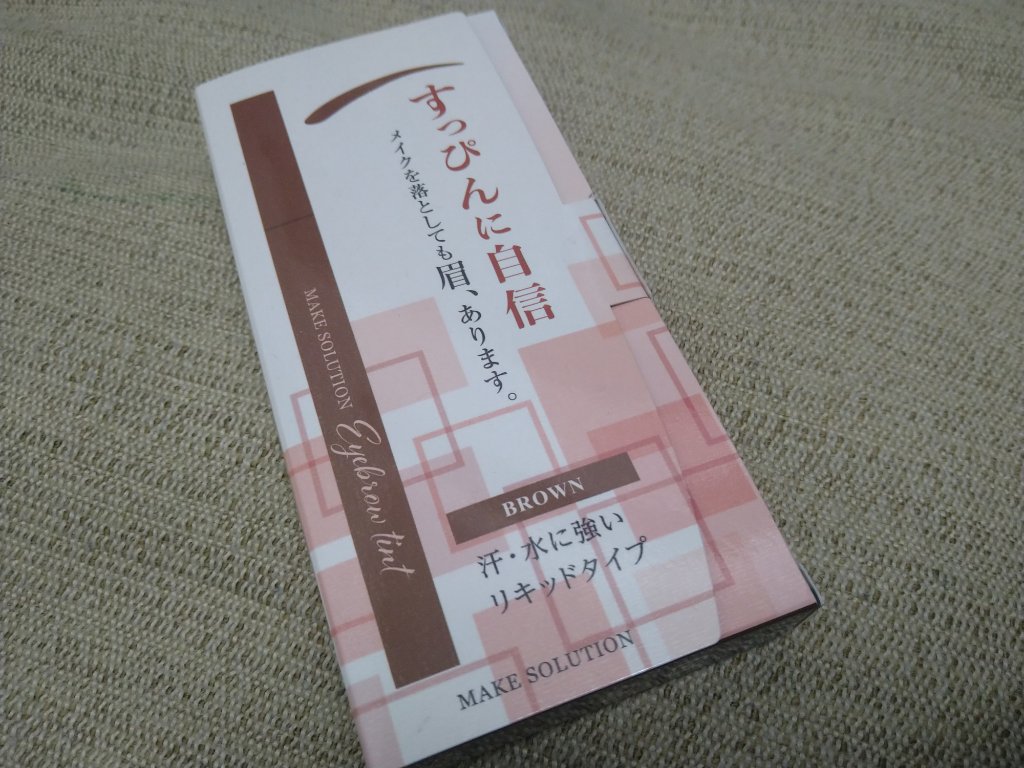 すっぴんに自信
メイクを落としても眉、あります。
MAKE SOLUTION Eyebrow tint
BROWN
汗・水に強い
リキッドタイプ
MAKE SOLUTION